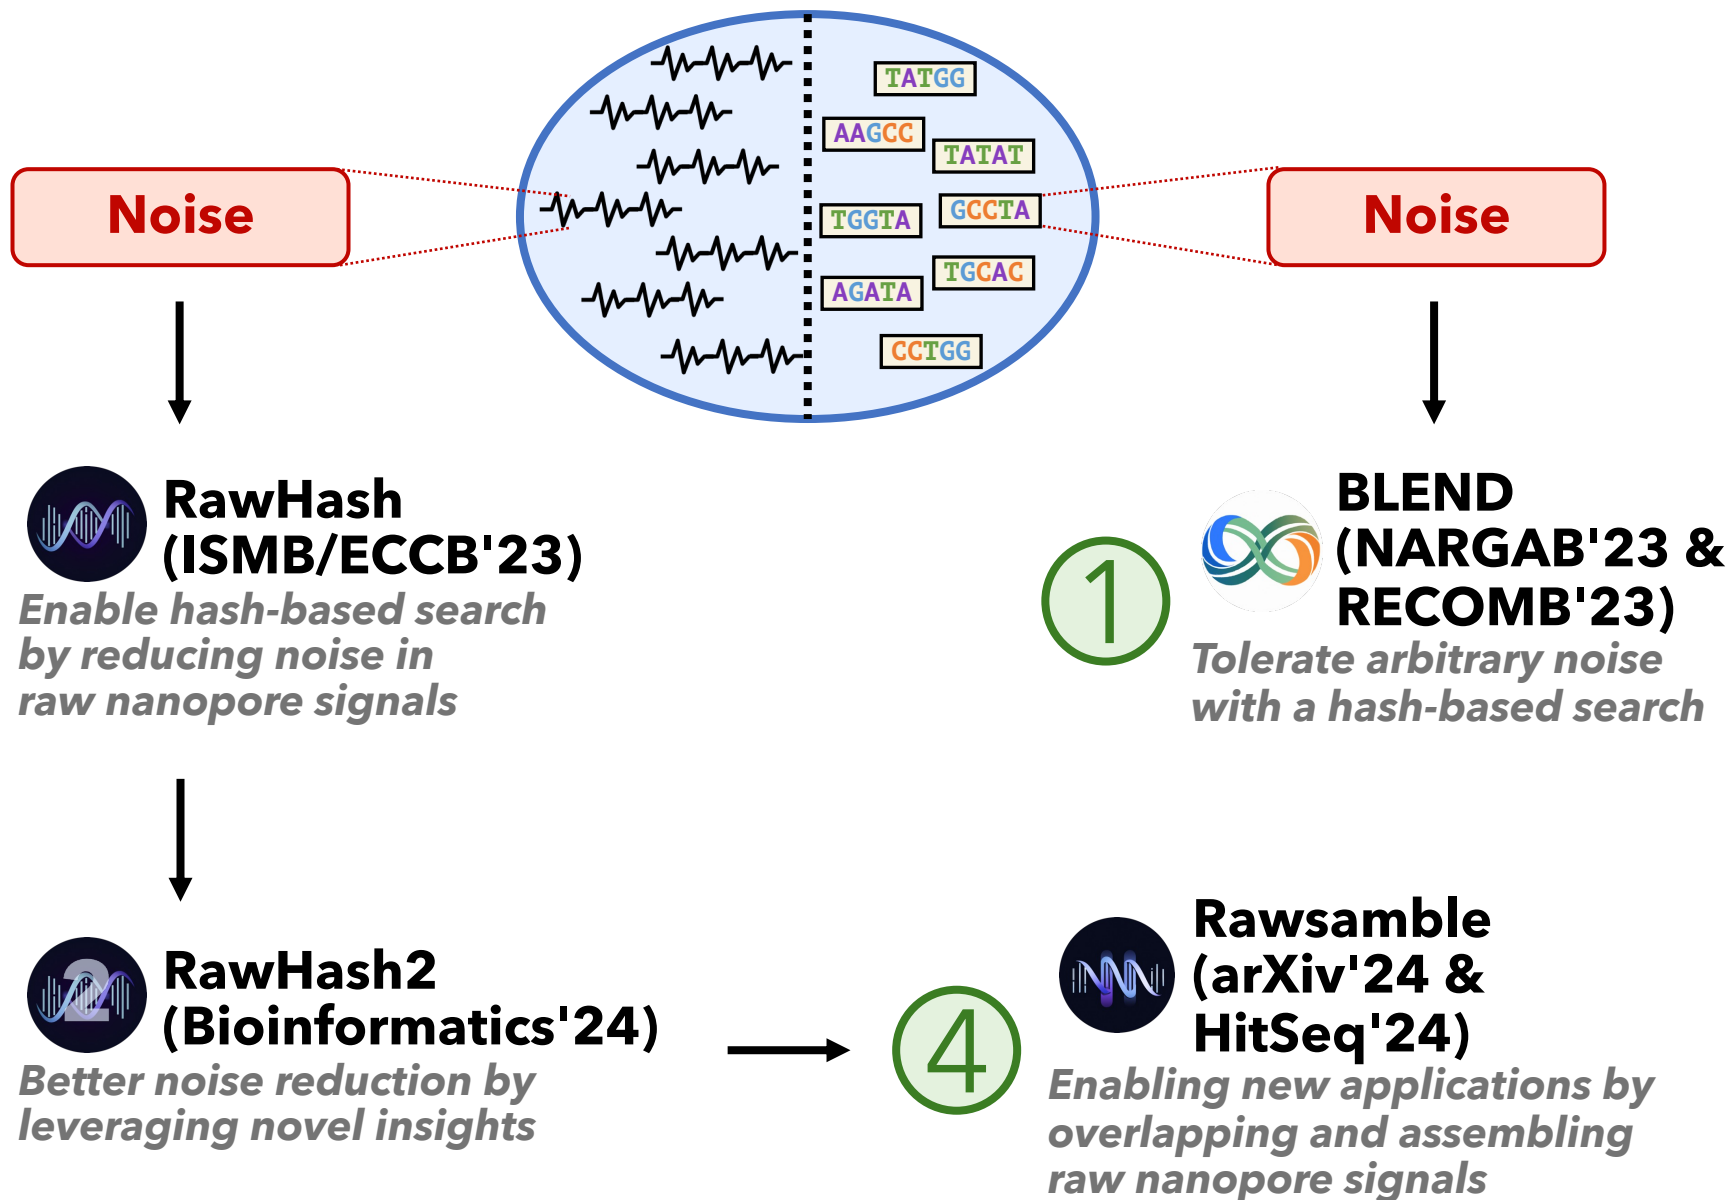 TATGG
AAGCC
TATAT
GCCTA
TGGTA
TGCAC
AGATA
CCTGG
Noise
Noise
RawHash
(ISMB/ECCB'23)
Enable hash-based search
by reducing noise in
raw nanopore signals
1
BLEND
(NARGAB'23 &
RECOMB'23)
Tolerate arbitrary noise
with a hash-based search
2
RawHash2
(Bioinformatics'24)
Better noise reduction by
leveraging novel insights
4
Rawsamble
(arXiv'24 &
HitSeq'24)
Enabling new applications by
overlapping and assembling
raw nanopore signals